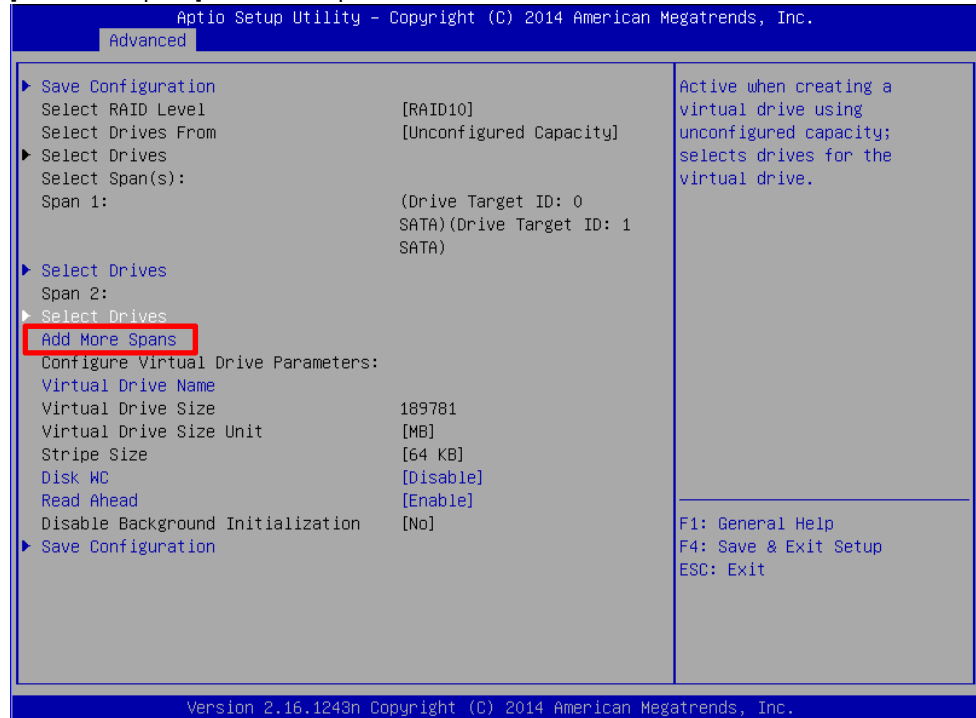 Aptio Setup Utility – Copyright (C) 2014 American Megatrends, Inc.
Advanced
Save Configuration
Select RAID Level [RAID10]
Select Drives From [Unconfigured Capacity]
Select Drives
Select Span(s):
Span 1: (Drive Target ID: 0
SATA)(Drive Target ID: 1
SATA)
Select Drives
Span 2:
Select Drives
Add More Spans
Configure Virtual Drive Parameters:
Virtual Drive Name
Virtual Drive Size 189781
Virtual Drive Size Unit [MB]
Stripe Size [64 KB]
Disk WC [Disable]
Read Ahead [Enable]
Disable Background Initialization [No]
Save Configuration
Active when creating a
virtual drive using
unconfigured capacity;
selects drives for the
virtual drive.
F1: General Help
F4: Save & Exit Setup
ESC: Exit
Version 2.16.1243n Copyright (C) 2014 American Megatrends, Inc.